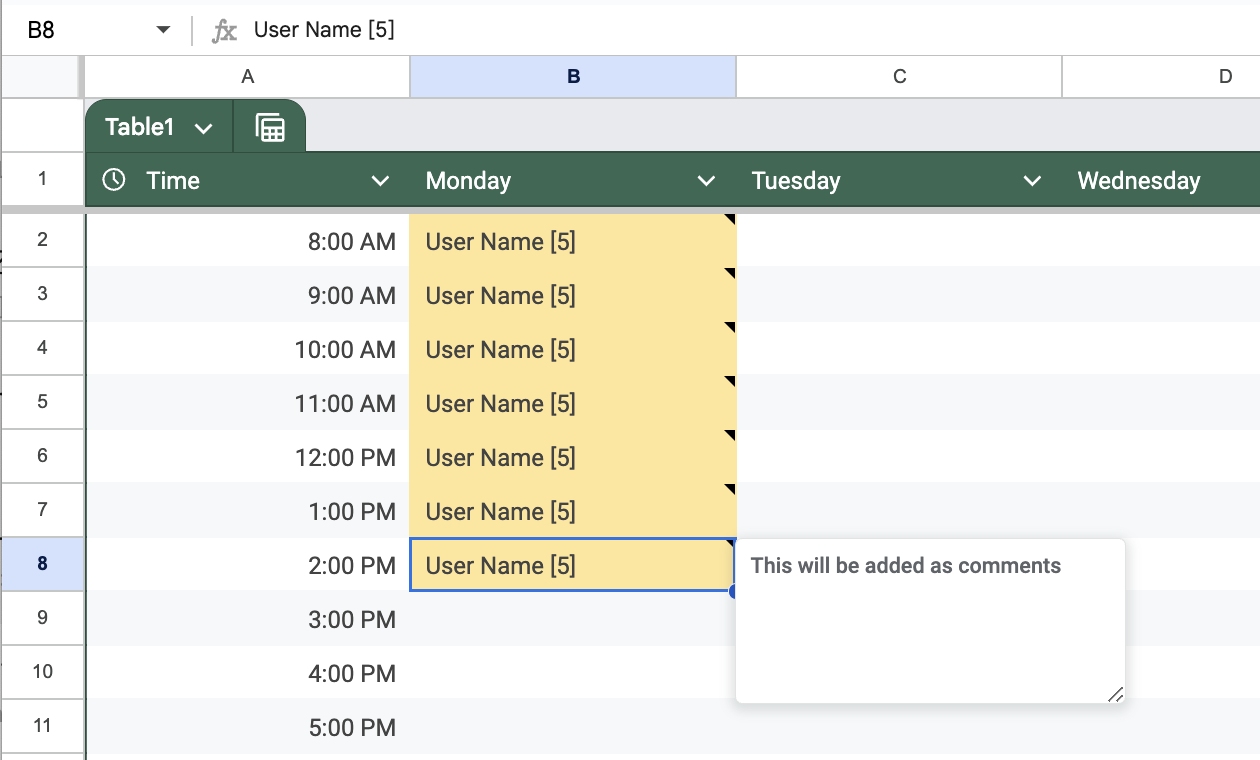 B8 fx User Name [5]
A B C D
Table1
1 Time Monday Tuesday Wednesday
2 8:00 AM User Name [5]
3 9:00 AM User Name [5]
4 10:00 AM User Name [5]
5 11:00 AM User Name [5]
6 12:00 PM User Name [5]
7 1:00 PM User Name [5]
8 2:00 PM User Name [5] This will be added as comments
9 3:00 PM
10 4:00 PM
11 5:00 PM